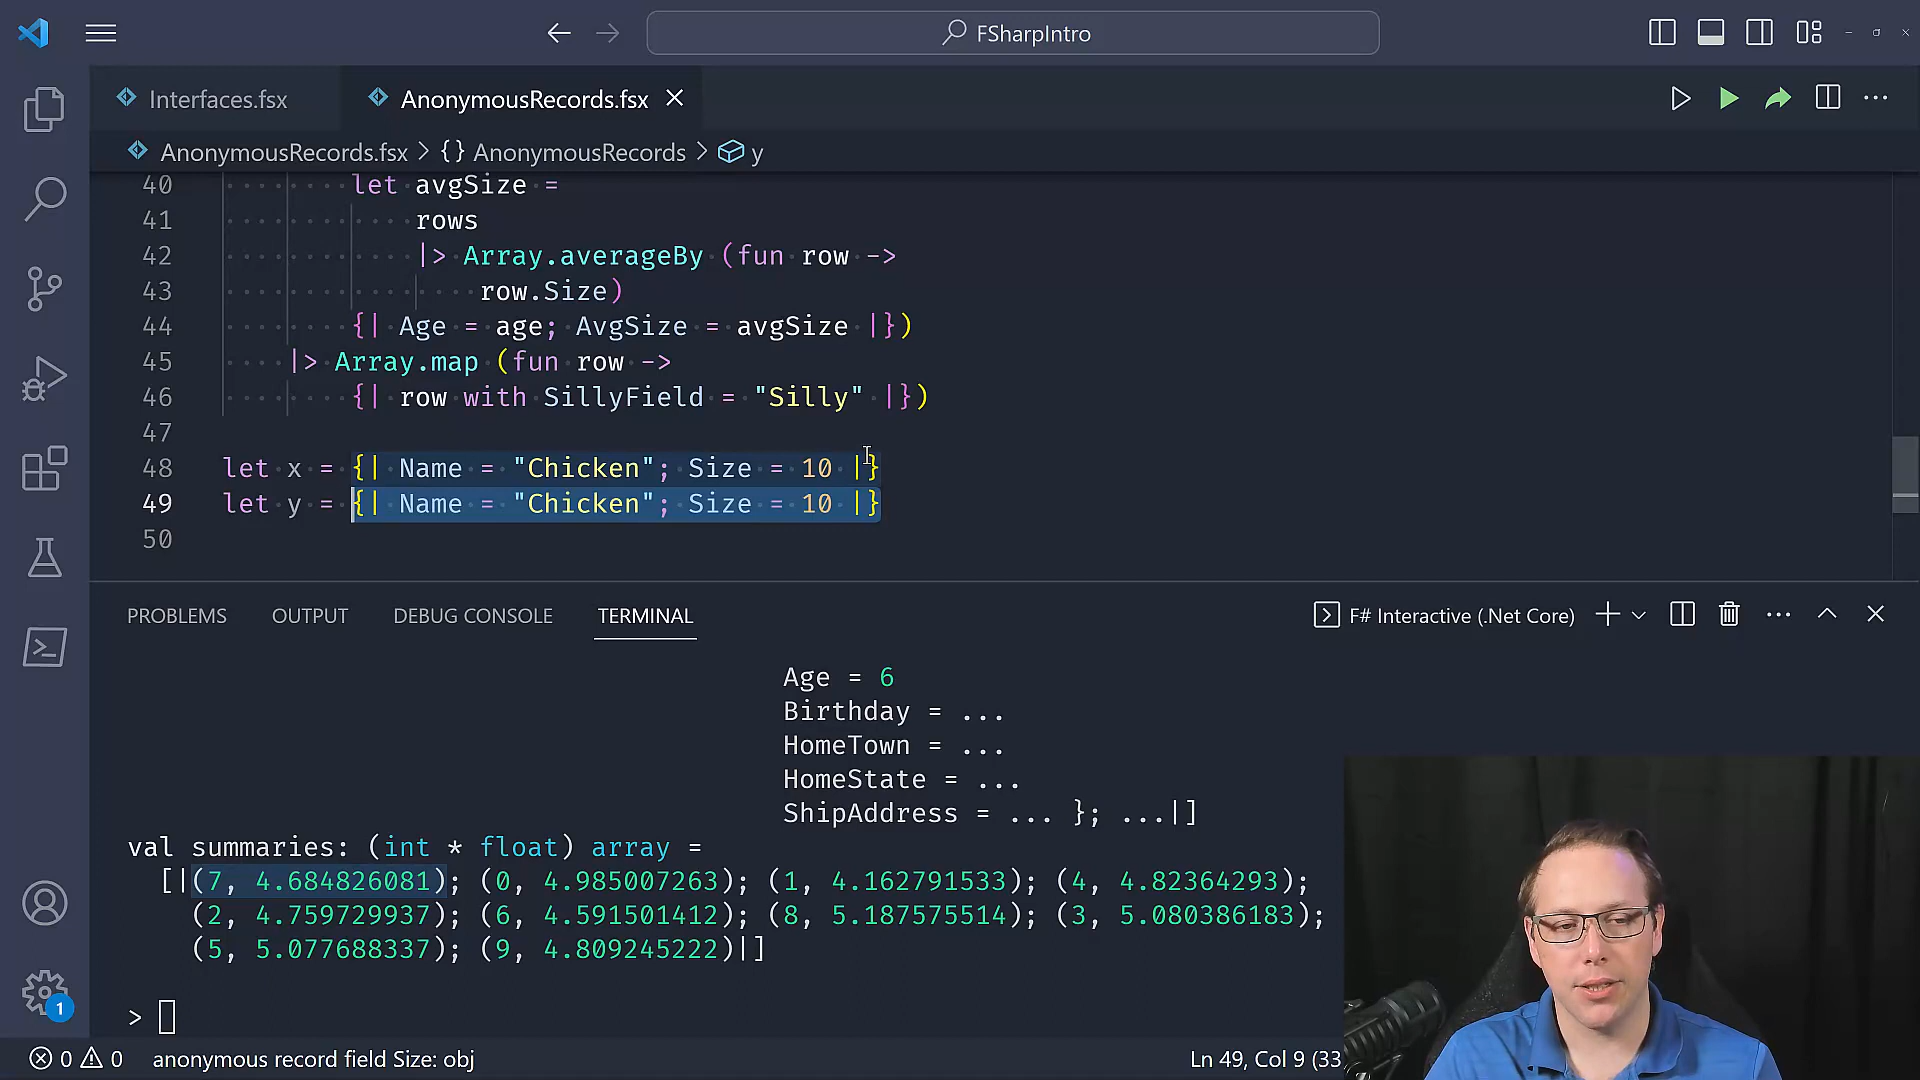 FSharpIntro
Interfaces.fsx
AnonymousRecords.fsx
AnonymousRecords.fsx > {} AnonymousRecords > y
40 let avgSize =
41 rows
42 |> Array.averageBy (fun row ->
43 row.Size)
44 {| Age = age; AvgSize = avgSize |})
45 |> Array.map (fun row ->
46 {| row with SillyField = "Silly" |})
47
48 let x = {| Name = "Chicken"; Size = 10 |}
49 let y = {| Name = "Chicken"; Size = 10 |}
50
PROBLEMS OUTPUT DEBUG CONSOLE TERMINAL F# Interactive (.Net Core)
Age = 6
Birthday = ...
HomeTown = ...
HomeState = ...
ShipAddress = ... }; ...|]
val summaries: (int * float) array =
[|(7, 4.684826081); (0, 4.985007263); (1, 4.162791533); (4, 4.82364293);
(2, 4.759729937); (6, 4.591501412); (8, 5.187575514); (3, 5.080386183);
(5, 5.077688337); (9, 4.809245222)|]
>
1
0 0 anonymous record field Size: obj Ln 49, Col 9 (33